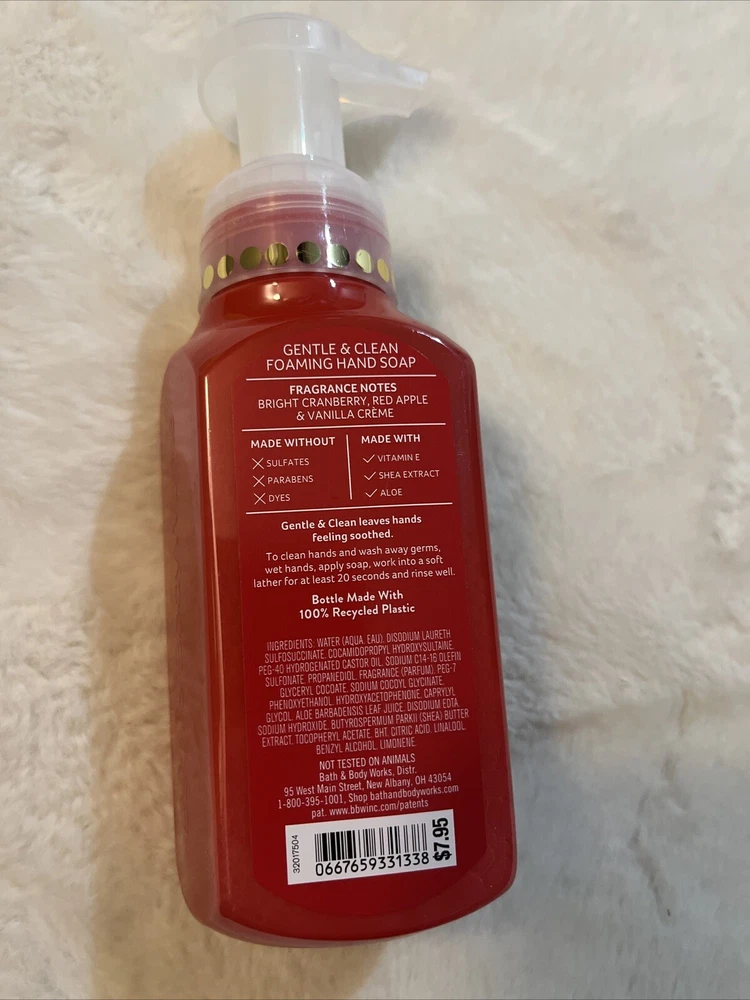 GENTLE & CLEAN
FOAMING HAND SOAP
FRAGRANCE NOTES
BRIGHT CRANBERRY, RED APPLE
& VANILLA CRÈME
MADE WITHOUT
SULFATES
PARABENS
DYES
MADE WITH
VITAMIN E
SHEA EXTRACT
ALOE
Gentle & Clean leaves hands
feeling soothed.
To clean hands and wash away germs,
wet hands, apply soap, work into a soft
lather for at least 20 seconds and rinse well.
Bottle Made With
100% Recycled Plastic
INGREDIENTS: WATER (AQUA, EAU), DISODIUM LAURETH
SULFOSUCCINATE, COCAMIDOPROPYL HYDROXYSULTAINE,
PEG-40 HYDROGENATED CASTOR OIL, SODIUM C14-16 OLEFIN
SULFONATE, PROPANEDIOL, FRAGRANCE (PARFUM), PEG-7
GLYCERYL COCOATE, SODIUM COCOYL GLYCINATE,
PHENOXYETHANOL, HYDROXYACETOPHENONE, CAPRYLYL
GLYCOL, ALOE BARBADENSIS LEAF JUICE, DISODIUM EDTA,
SODIUM HYDROXIDE, BUTYROSPERMUM PARKII (SHEA) BUTTER
EXTRACT, TOCOPHERYL ACETATE, BHT, CITRIC ACID, LINALOOL,
BENZYL ALCOHOL, LIMONENE.
NOT TESTED ON ANIMALS
Bath & Body Works, Distr.
95 West Main Street, New Albany, OH 43054
1-800-395-1001, Shop bathandbodyworks.com
pat. www.bbwinc.com/patents
32017504
0667659331338
$7.95